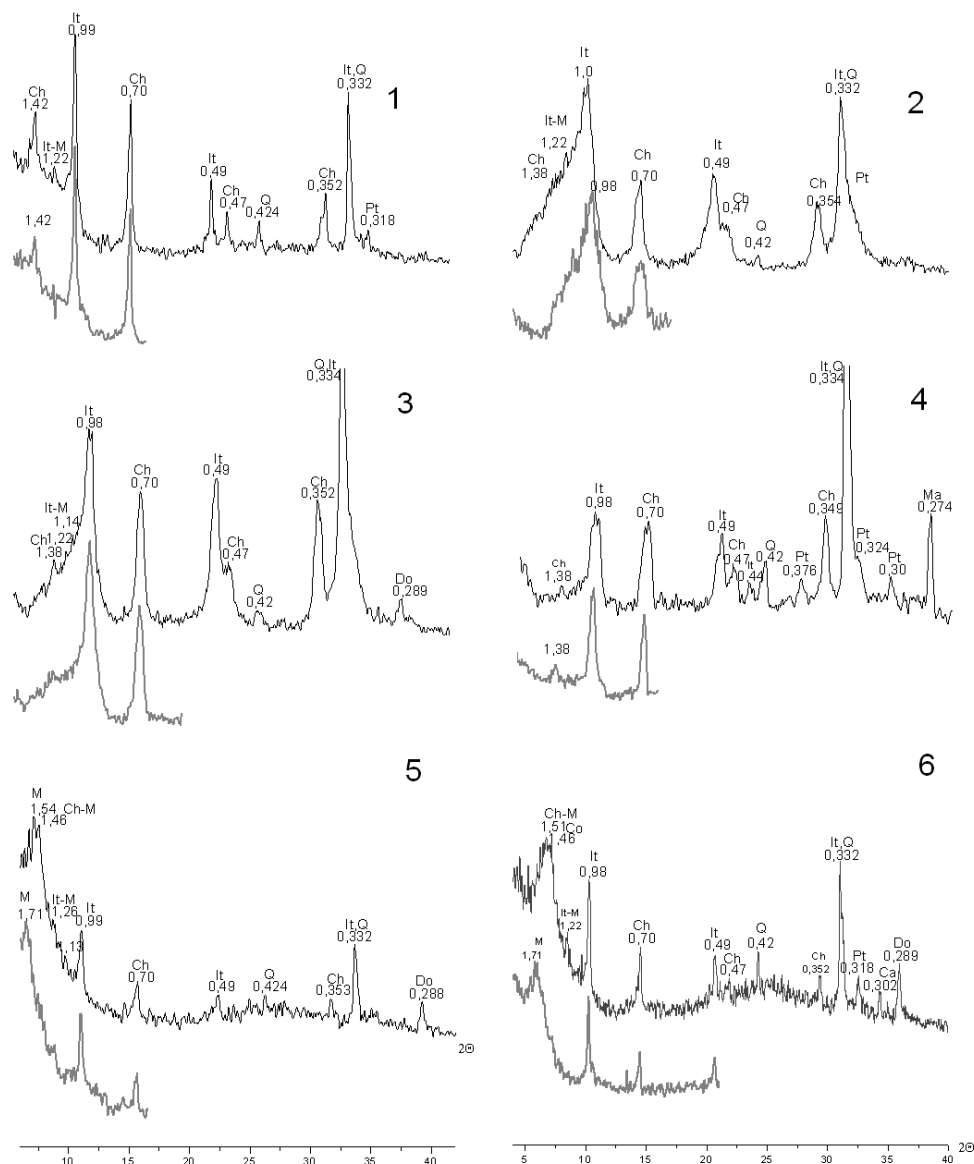 It
0,99
Ch
1,42
It-M
1,22
1,42
Ch
0,70
It
0,49
Ch
0,47
Q
0,424
Ch
0,352
It,Q
0,332
Pt
0,318
1
It
1,0
It-M
1,22
Ch
1,38
0,98
Ch
0,70
It
0,49
Ch
0,47
Q
0,42
Ch
0,354
It,Q
0,332
Pt
2
It
0,98
It-M
1,14
1,22
Ch
1,38
Ch
0,70
It
0,49
Ch
0,47
Q
0,42
Ch
0,352
Q,It
0,334
Do
0,289
3
Ch
1,38
1,38
It
0,98
Ch
0,70
It
0,49
Ch
0,47
It
0,44
Q
0,42
Pt
0,376
Ch
0,349
It,Q
0,334
Pt
0,324
Pt
0,30
Ma
0,274
4
M
1,54
1,46 Ch-M
It-M
1,26
1,13
It
0,99
M
1,71
Ch
0,70
It
0,49
Q
0,424
Ch
0,353
It,Q
0,332
Do
0,288
2Θ
5
Ch-M
1,51 Co
1,46
It-M
1,22
It
0,98
M
1,71
Ch
0,70
It
0,49
Ch
0,47
Q
0,42
Ch
0,352
It,Q
0,332
Pt
0,318
Ca
0,302
Do
0,289
6
10 15 20 25 30 35 40
5 10 15 20 25 30 35 40 2Θ